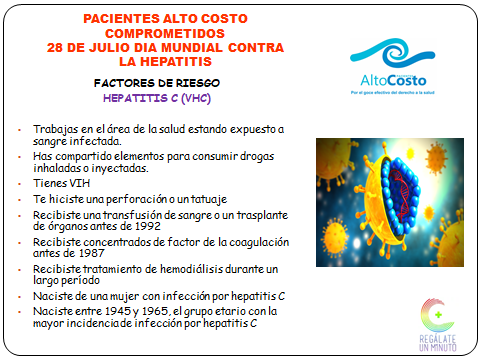 PACIENTES ALTO COSTO
COMPROMETIDOS
28 DE JULIO DIA MUNDIAL CONTRA
LA HEPATITIS
FACTORES DE RIESGO
HEPATITIS C (VHC)
AltoCosto
Por el goce efectivo del derecho a la salud
• Trabajas en el área de la salud estando expuesto a
sangre infectada.
• Has compartido elementos para consumir drogas
inhaladas o inyectadas.
• Tienes VIH
• Te hiciste una perforación o un tatuaje
• Recibiste una transfusión de sangre o un trasplante
de órganos antes de 1992
• Recibiste concentrados de factor de la coagulación
antes de 1987
• Recibiste tratamiento de hemodiálisis durante un
largo período
• Naciste de una mujer con infección por hepatitis C
• Naciste entre 1945 y 1965, el grupo etario con la
mayor incidencia de infección por hepatitis C
REGÁLATE
UN MINUTO